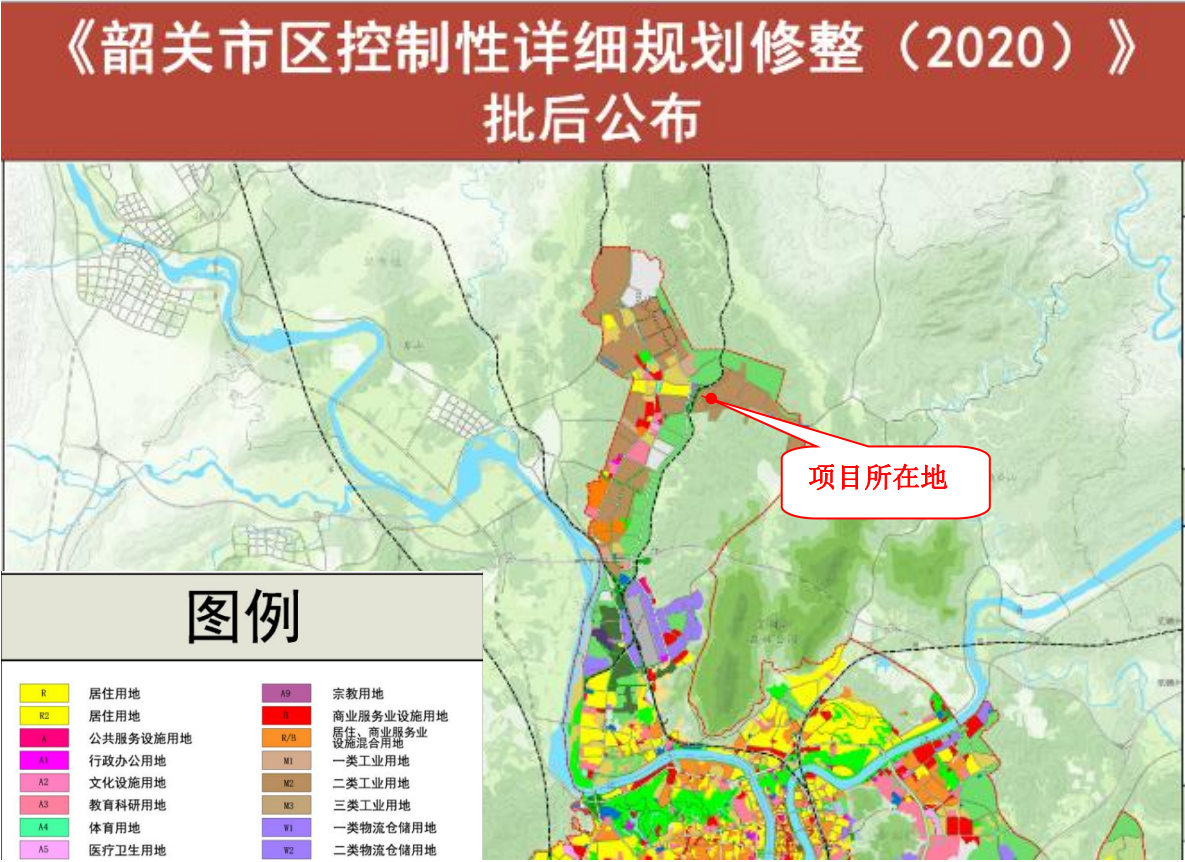 《韶关市区控制性详细规划修整（2020）》
批后公布
项目所在地
图例
R 居住用地
A9 宗教用地
R2 居住用地
B 商业服务业设施用地
A 公共服务设施用地
R/B 居住、商业服务业
设施混合用地
A1 行政办公用地
M1 一类工业用地
A2 文化设施用地
M2 二类工业用地
A3 教育科研用地
M3 三类工业用地
A4 体育用地
W1 一类物流仓储用地
A5 医疗卫生用地
W2 二类物流仓储用地